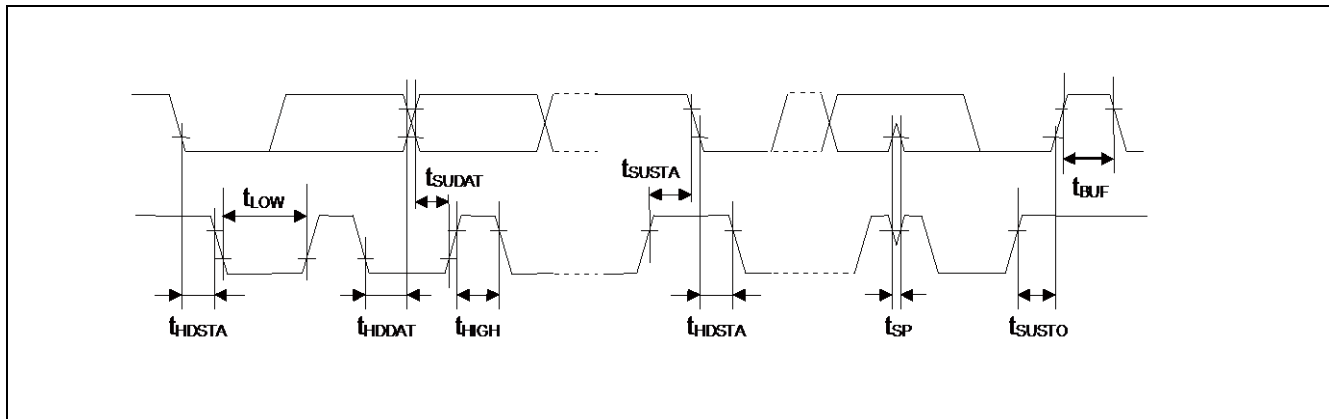 tLOW
tSUDAT
tSUSTA
tBUF
tHDSTA
tHDDAT
tHIGH
tHDSTA
tSP
tSUSTO